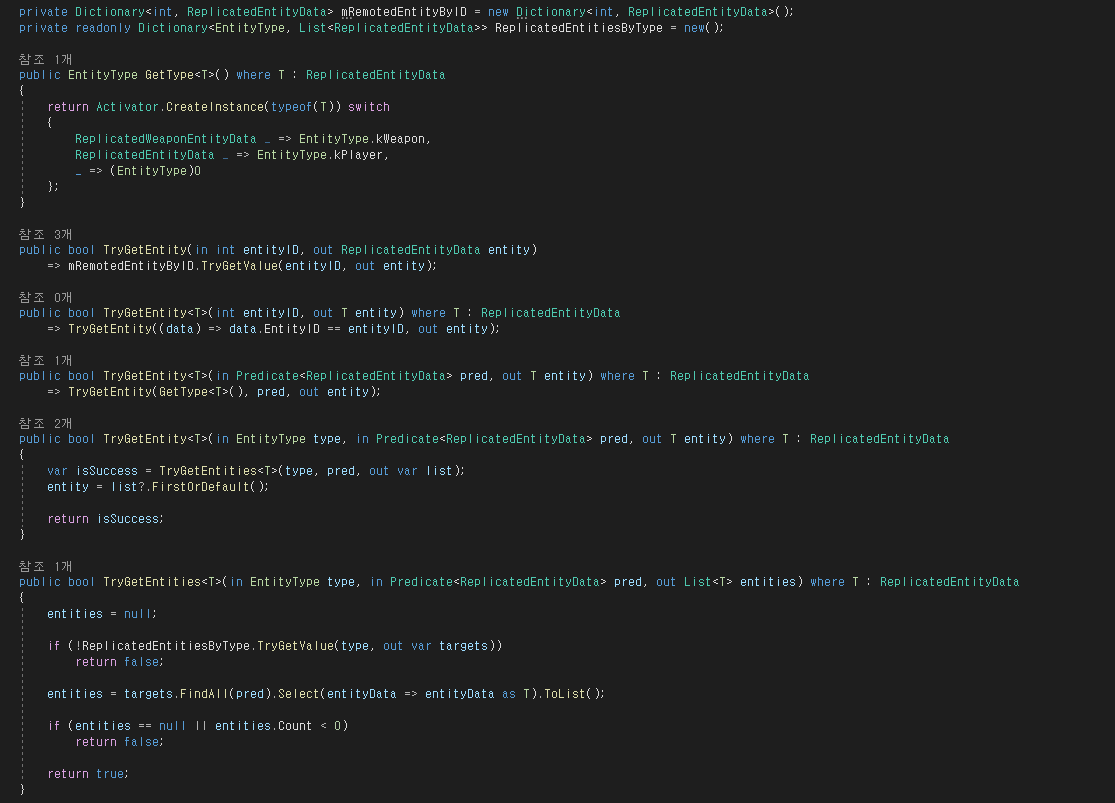 private Dictionary<int, ReplicatedEntityData> mRemotedEntityByID = new Dictionary<int, ReplicatedEntityData>();
private readonly Dictionary<EntityType, List<ReplicatedEntityData>> ReplicatedEntitiesByType = new();
참조 1개
public EntityType GetType<T>() where T : ReplicatedEntityData
{
return Activator.CreateInstance(typeof(T)) switch
{
ReplicatedWeaponEntityData _ => EntityType.kWeapon,
ReplicatedEntityData _ => EntityType.kPlayer,
_ => (EntityType)0
};
}
참조 3개
public bool TryGetEntity(in int entityID, out ReplicatedEntityData entity)
=> mRemotedEntityByID.TryGetValue(entityID, out entity);
참조 0개
public bool TryGetEntity<T>(int entityID, out T entity) where T : ReplicatedEntityData
=> TryGetEntity((data) => data.EntityID == entityID, out entity);
참조 1개
public bool TryGetEntity<T>(in Predicate<ReplicatedEntityData> pred, out T entity) where T : ReplicatedEntityData
=> TryGetEntity(GetType<T>(), pred, out entity);
참조 2개
public bool TryGetEntity<T>(in EntityType type, in Predicate<ReplicatedEntityData> pred, out T entity) where T : ReplicatedEntityData
{
var isSuccess = TryGetEntities<T>(type, pred, out var list);
entity = list?.FirstOrDefault();
return isSuccess;
}
참조 1개
public bool TryGetEntities<T>(in EntityType type, in Predicate<ReplicatedEntityData> pred, out List<T> entities) where T : ReplicatedEntityData
{
entities = null;
if (!ReplicatedEntitiesByType.TryGetValue(type, out var targets))
return false;
entities = targets.FindAll(pred).Select(entityData => entityData as T).ToList();
if (entities == null || entities.Count < 0)
return false;
return true;
}